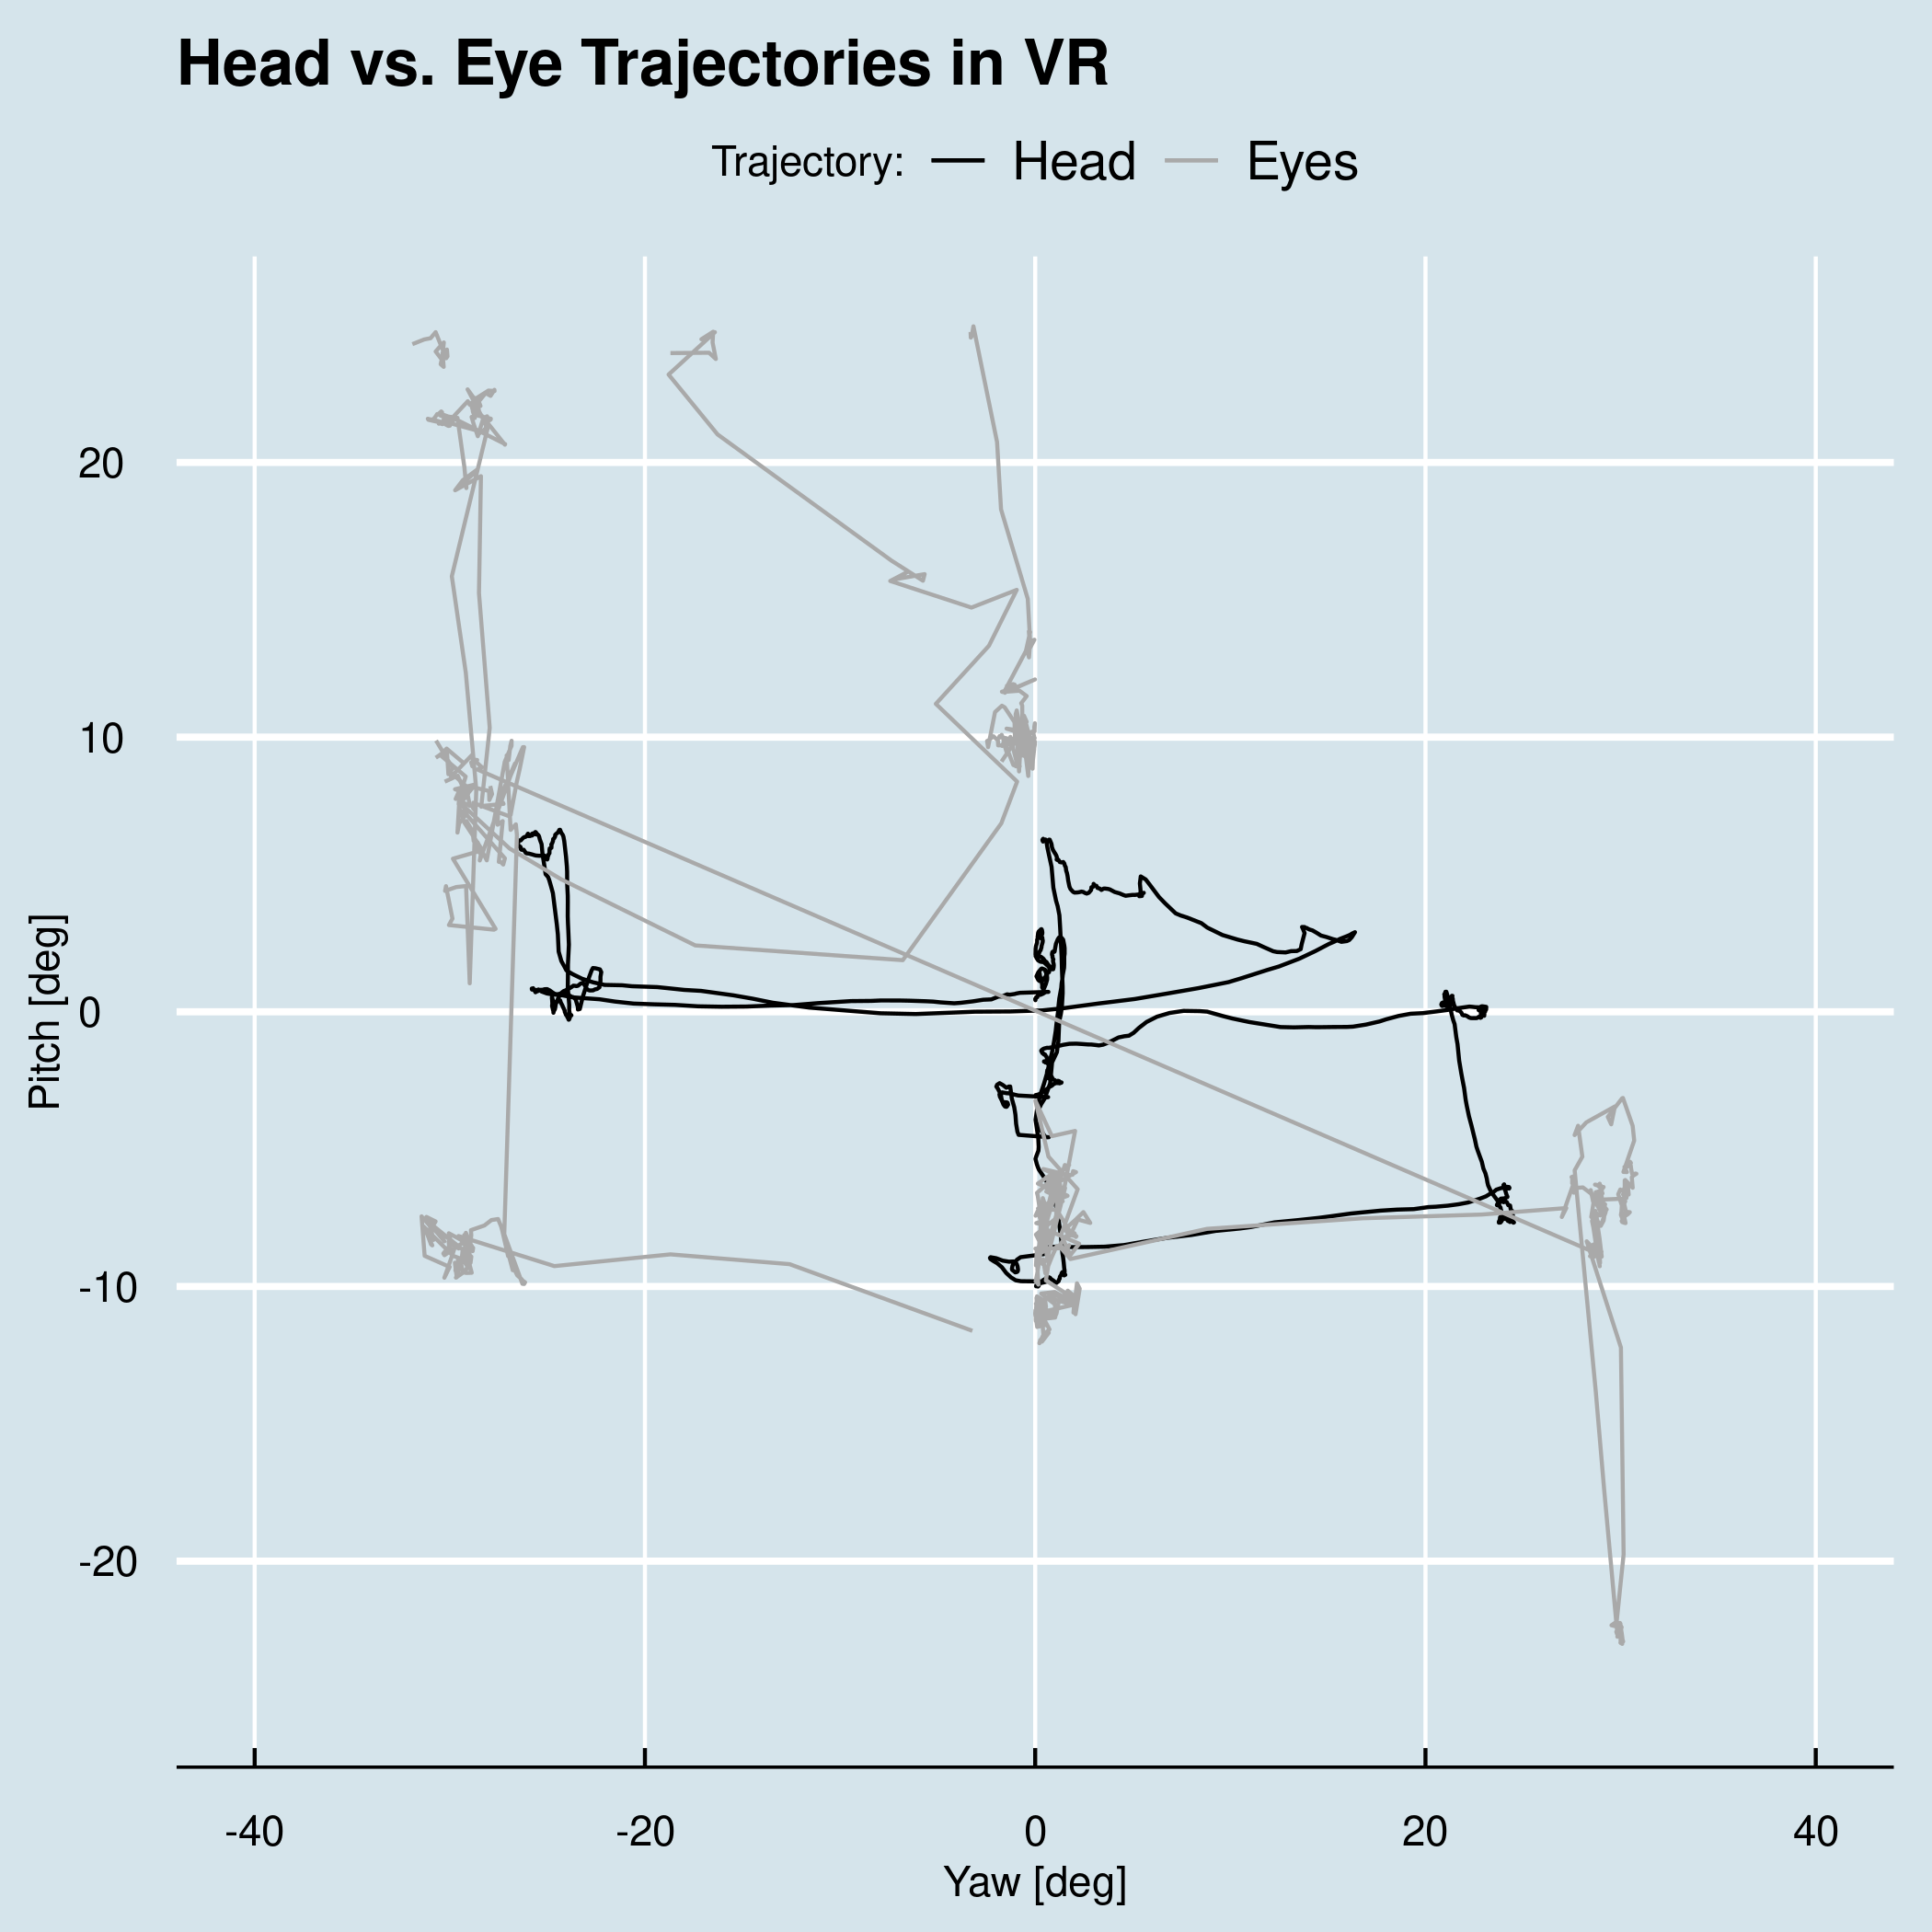 Head vs. Eye Trajectories in VR
Trajectory: Head Eyes
20
10
0
-10
-20
Pitch [deg]
-40 -20 0 20 40
Yaw [deg]